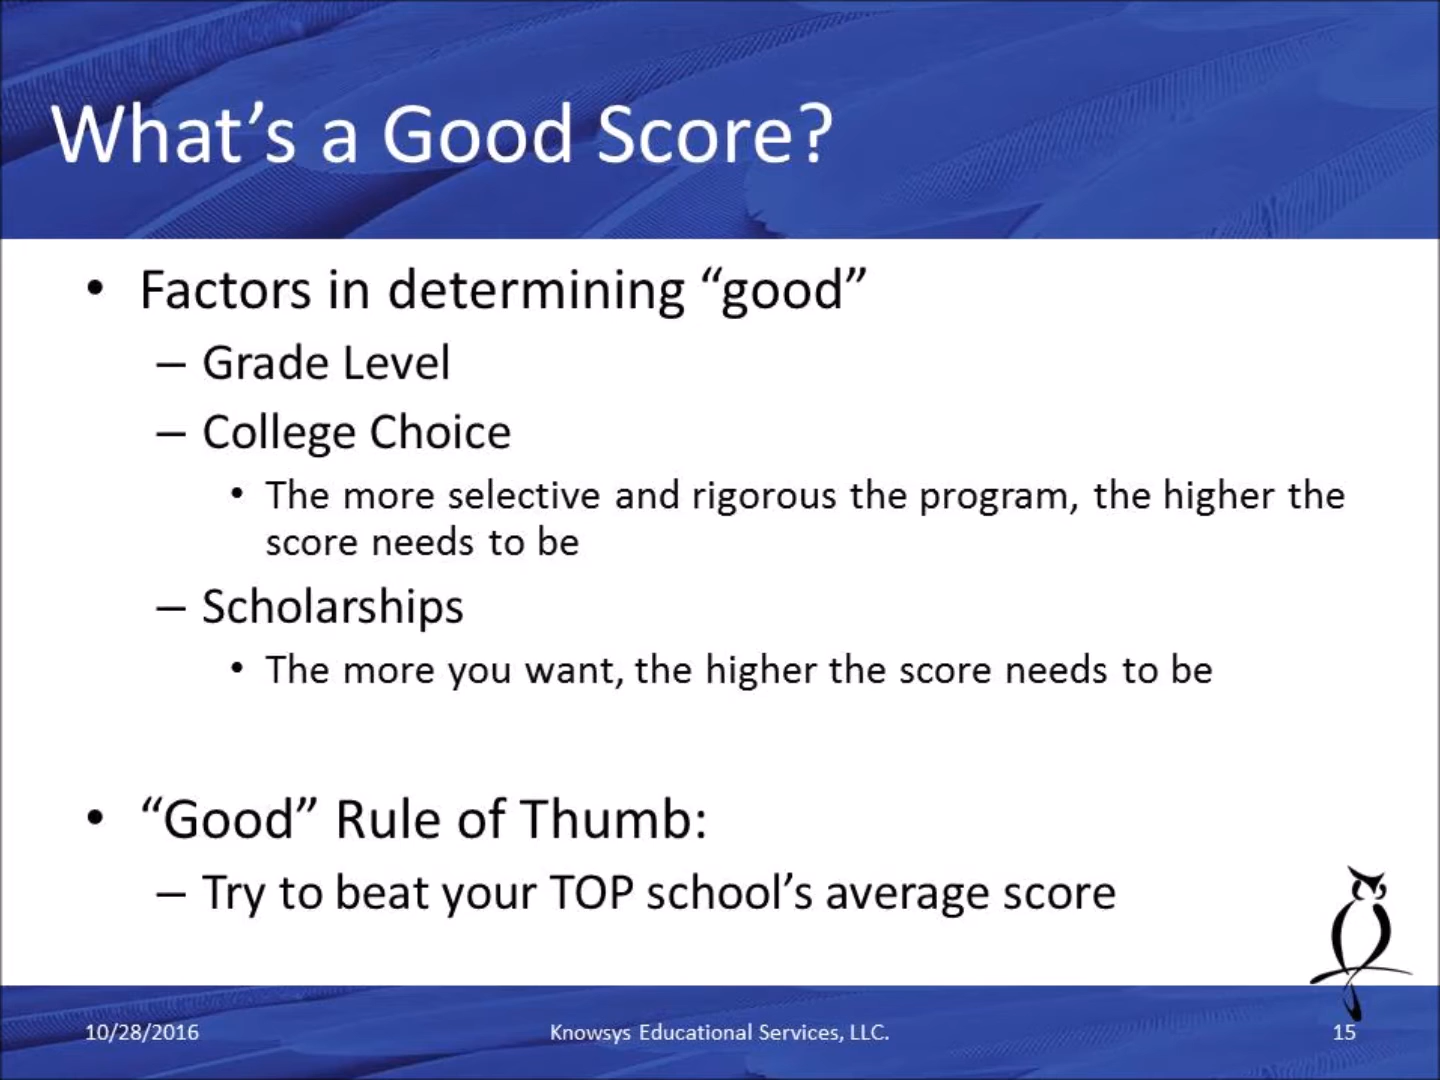 What’s a Good Score?
• Factors in determining “good”
– Grade Level
– College Choice
• The more selective and rigorous the program, the higher the
score needs to be
– Scholarships
• The more you want, the higher the score needs to be
• “Good” Rule of Thumb:
– Try to beat your TOP school’s average score
10/28/2016
Knowsys Educational Services, LLC.
15